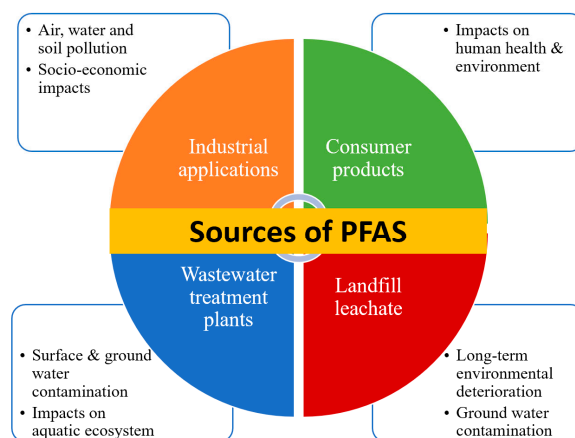 • Air, water and
soil pollution
• Socio-economic
impacts
• Impacts on
human health &
environment
Industrial
applications
Consumer
products
Sources of PFAS
Wastewater
treatment
plants
Landfill
leachate
• Surface & ground
water
contamination
• Impacts on
aquatic ecosystem
• Long-term
environmental
deterioration
• Ground water
contamination